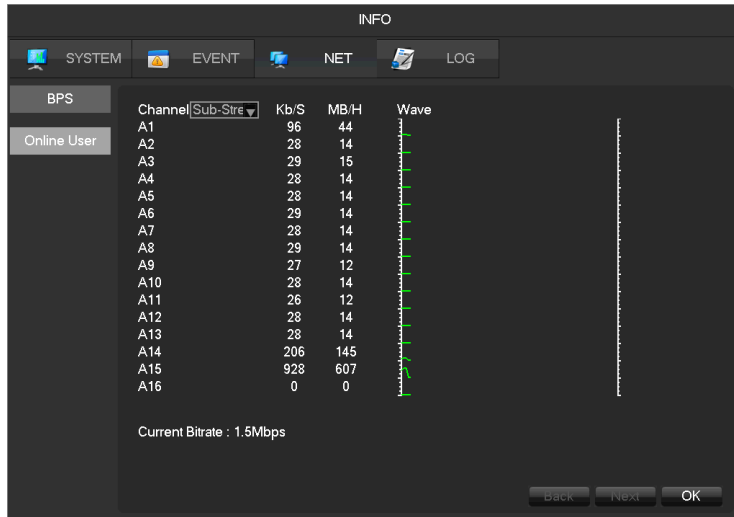 INFO
SYSTEM EVENT NET LOG
BPS
Online User
Channel Sub-Stre Kb/S MB/H Wave
A1 96 44
A2 28 14
A3 29 15
A4 28 14
A5 28 14
A6 29 14
A7 28 14
A8 29 14
A9 27 12
A10 28 14
A11 26 12
A12 28 14
A13 28 14
A14 206 145
A15 928 607
A16 0 0
Current Bitrate : 1.5Mbps
Back Next OK